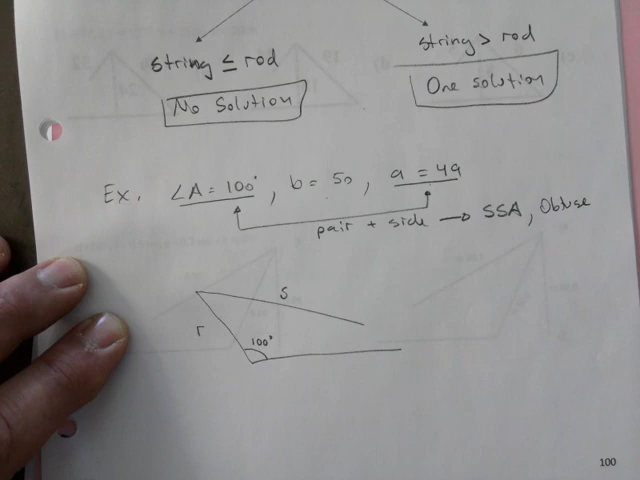 string ≤ rod
string > rod
No Solution
One solution
Ex. ∠A = 100°, b = 50, a = 49
pair + side → SSA, Obtuse
s
r
100°
100